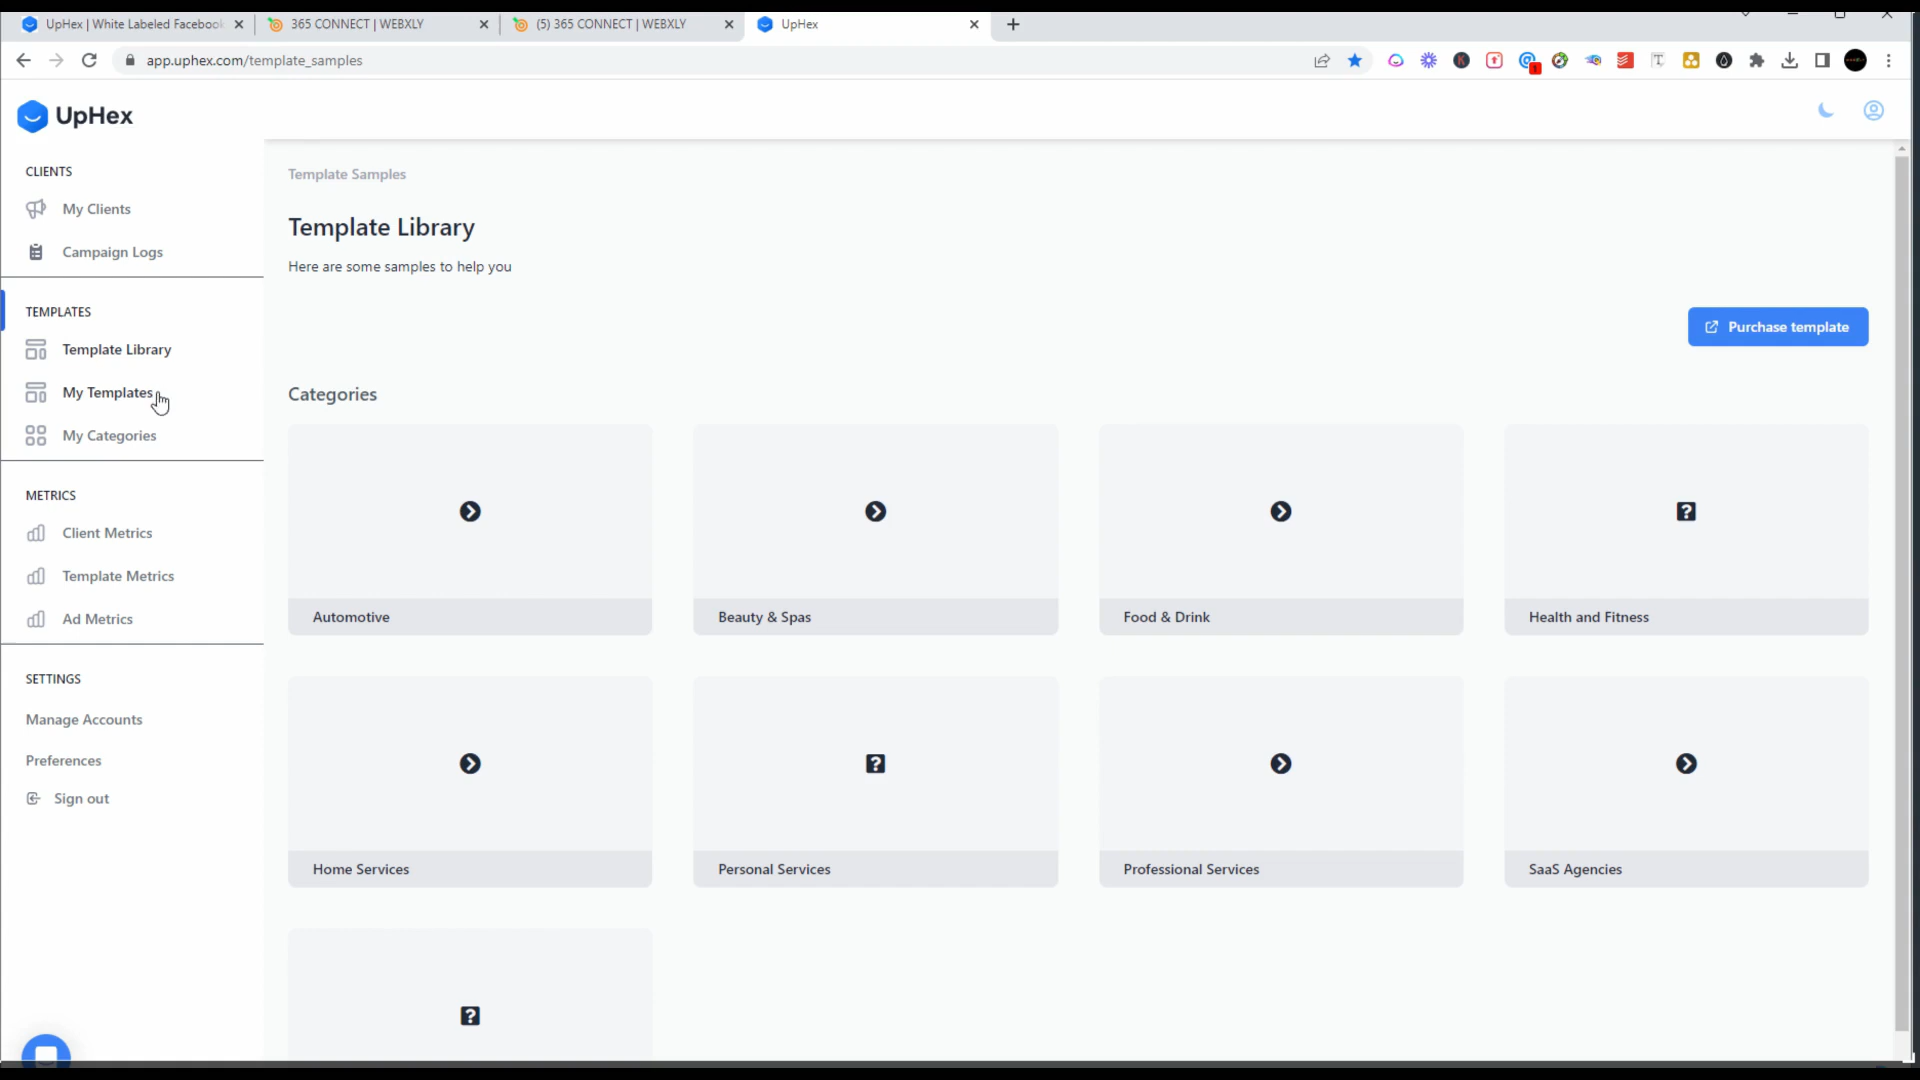 UpHex | White Labeled Facebook
365 CONNECT | WEBXLY
(5) 365 CONNECT | WEBXLY
UpHex
app.uphex.com/template_samples
UpHex
CLIENTS
My Clients
Campaign Logs
TEMPLATES
Template Library
My Templates
My Categories
METRICS
Client Metrics
Template Metrics
Ad Metrics
SETTINGS
Manage Accounts
Preferences
Sign out
Template Samples
Template Library
Here are some samples to help you
Purchase template
Categories
Automotive
Beauty & Spas
Food & Drink
Health and Fitness
Home Services
Personal Services
Professional Services
SaaS Agencies